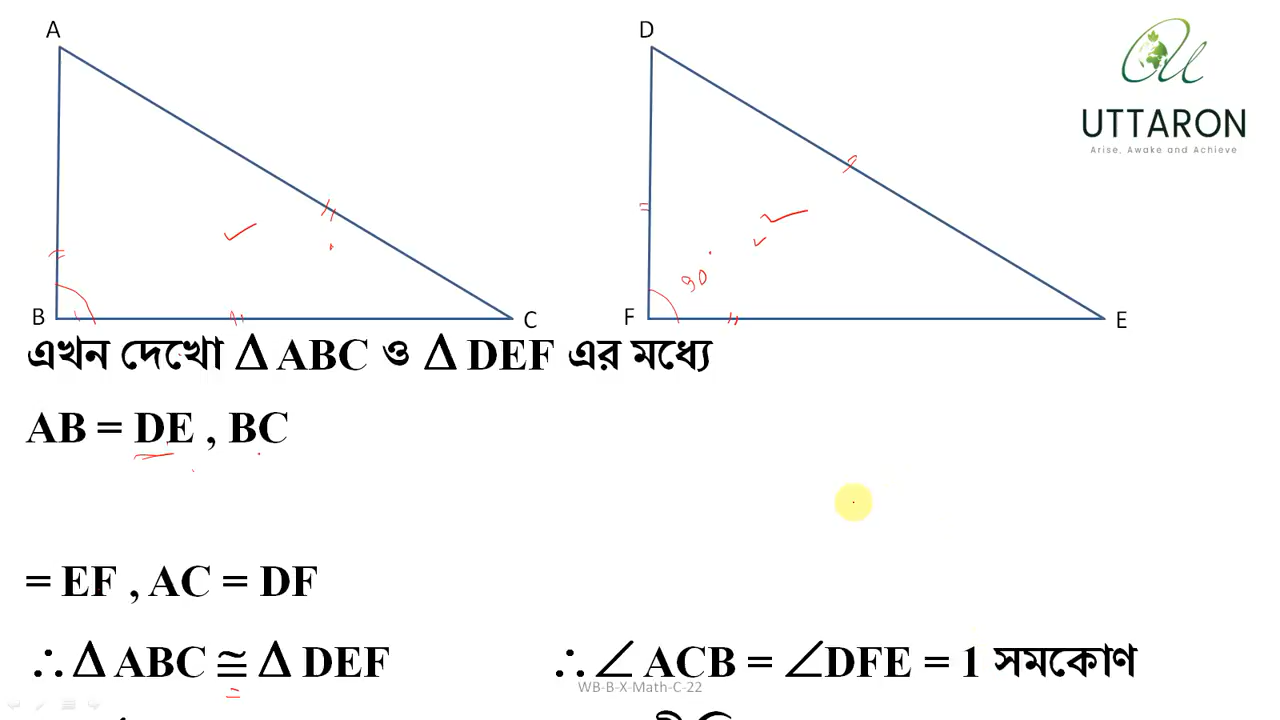 A
D
UTTARON
Arise, Awake and Achieve
90
B
C
F
E
এখন দেখো Δ ABC ও Δ DEF এর মধ্যে
AB = DE , BC
= EF , AC = DF
∴ Δ ABC ≅ Δ DEF ∴ ∠ ACB = ∠DFE = 1 সমকোণ
WB-B-X-Math-C-22